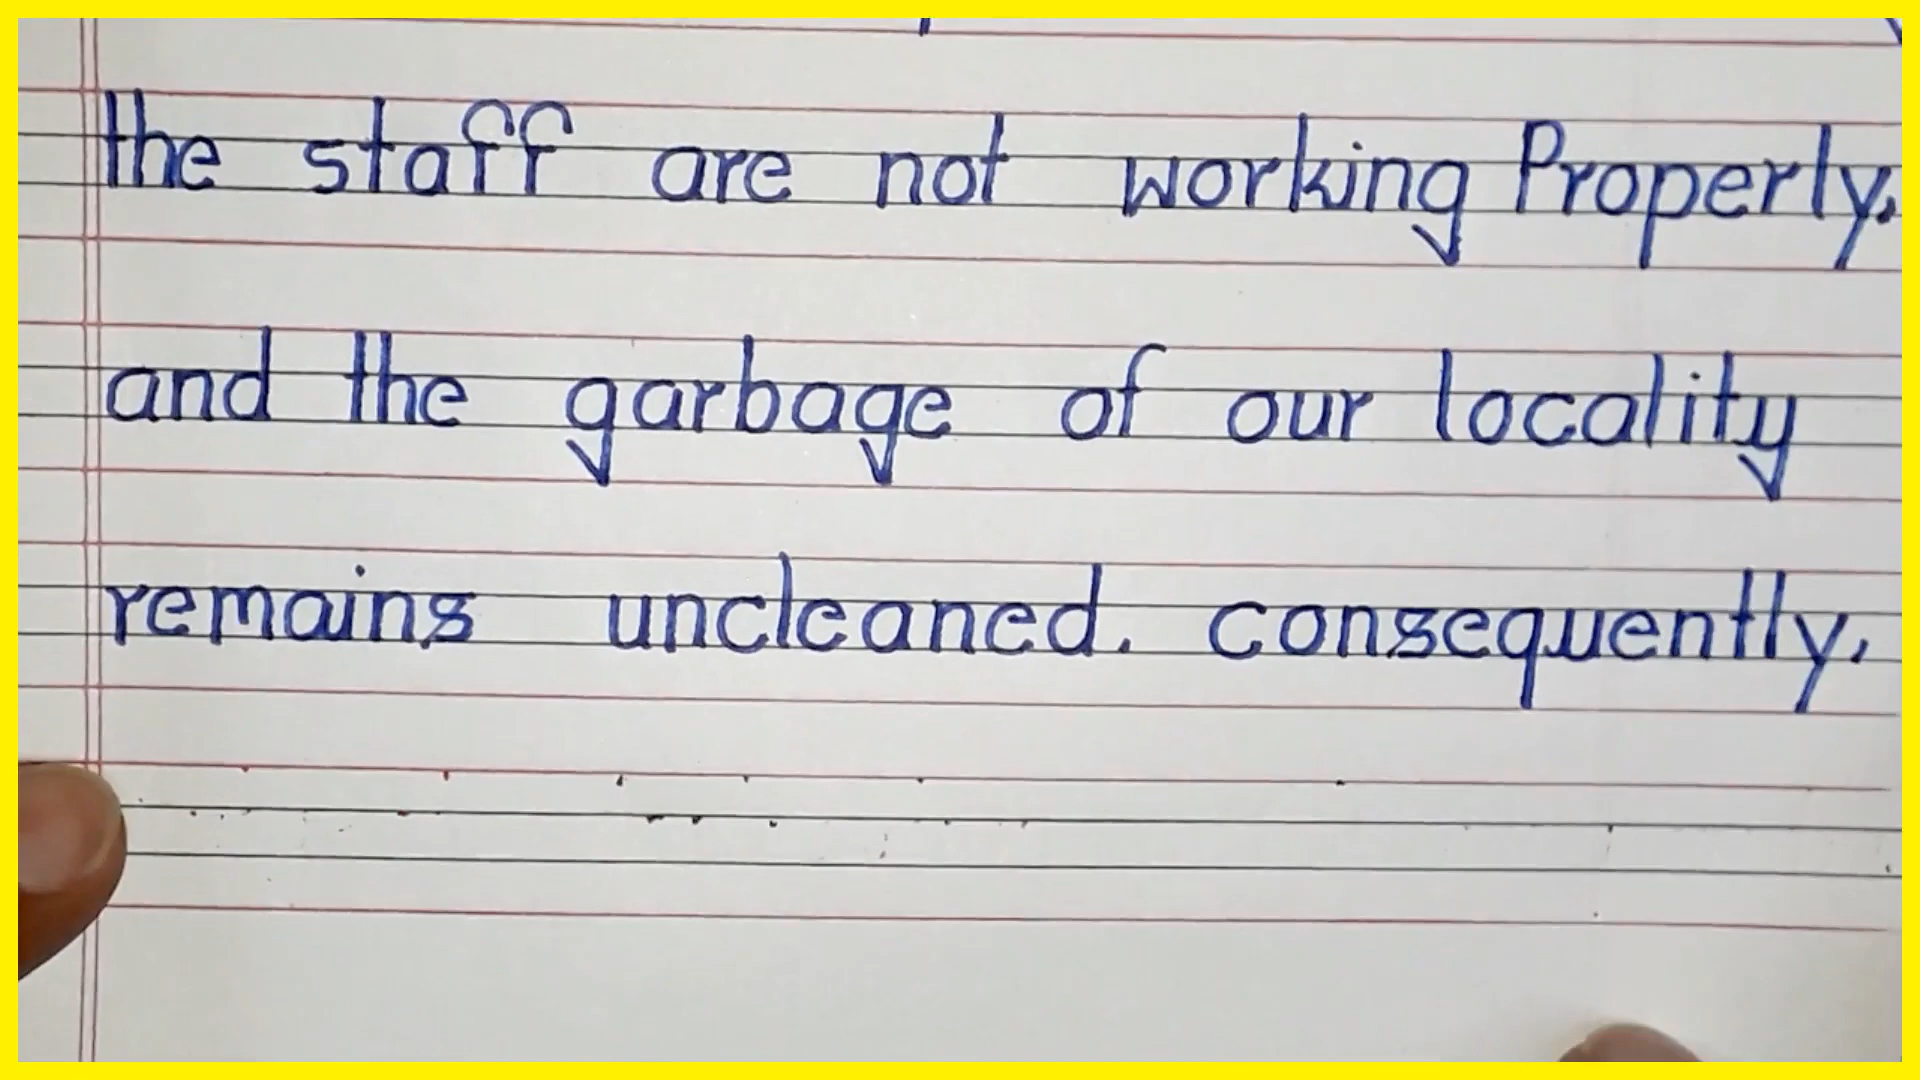 the staff are not working Properly,
and the garbage of our locality
remains uncleaned. consequently,